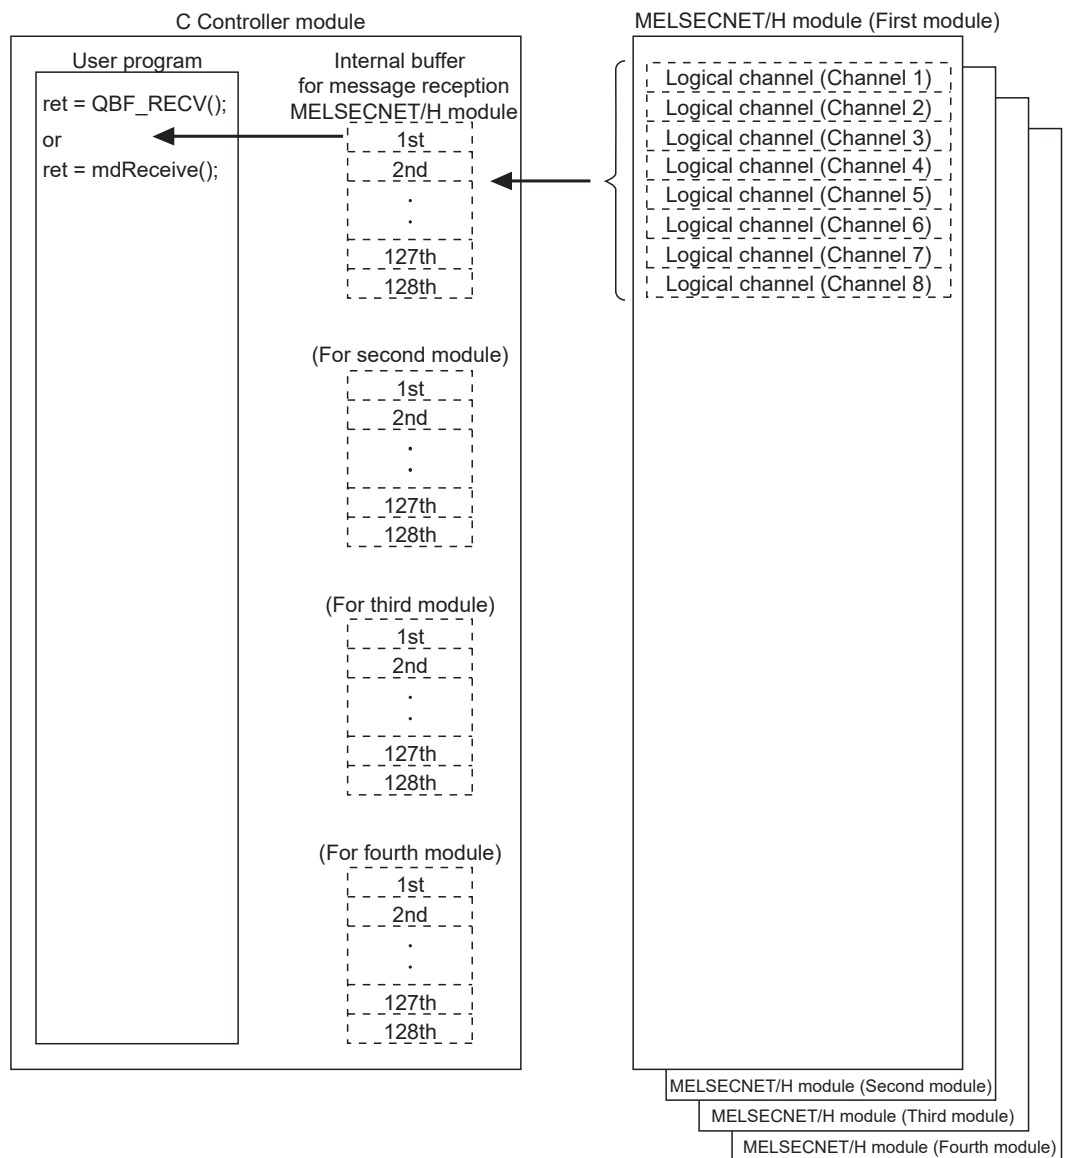 C Controller module
User program
ret = QBF_RECV();
or
ret = mdReceive();
Internal buffer
for message reception
MELSECNET/H module
1st
2nd
.
.
127th
128th
(For second module)
1st
2nd
.
.
127th
128th
(For third module)
1st
2nd
.
.
127th
128th
(For fourth module)
1st
2nd
.
.
127th
128th
MELSECNET/H module (First module)
Logical channel (Channel 1)
Logical channel (Channel 2)
Logical channel (Channel 3)
Logical channel (Channel 4)
Logical channel (Channel 5)
Logical channel (Channel 6)
Logical channel (Channel 7)
Logical channel (Channel 8)
MELSECNET/H module (Second module)
MELSECNET/H module (Third module)
MELSECNET/H module (Fourth module)